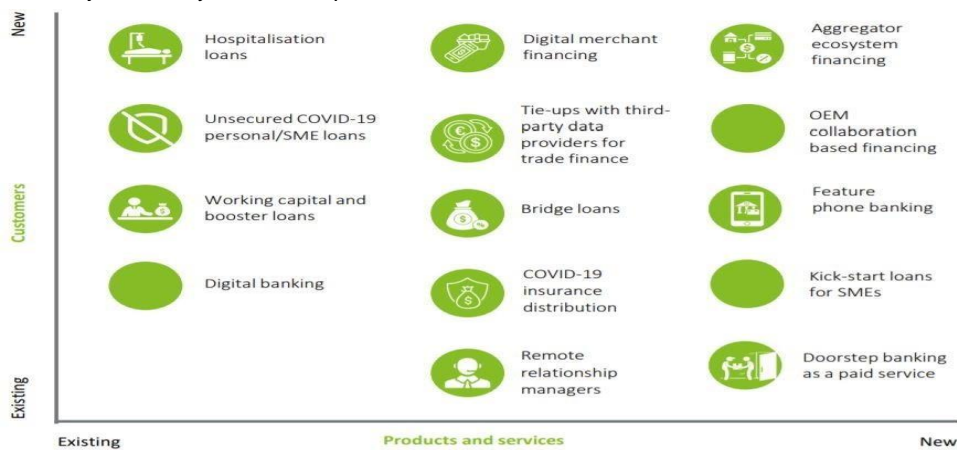 New
Hospitalisation
loans
Digital merchant
financing
Aggregator
ecosystem
financing
Unsecured COVID-19
personal/SME loans
Tie-ups with third-
party data
providers for
trade finance
OEM
collaboration
based financing
Customers
Working capital and
booster loans
Bridge loans
Feature
phone banking
Digital banking
COVID-19
insurance
distribution
Kick-start loans
for SMEs
Existing
Remote
relationship
managers
Doorstep banking
as a paid service
Existing
Products and services
New